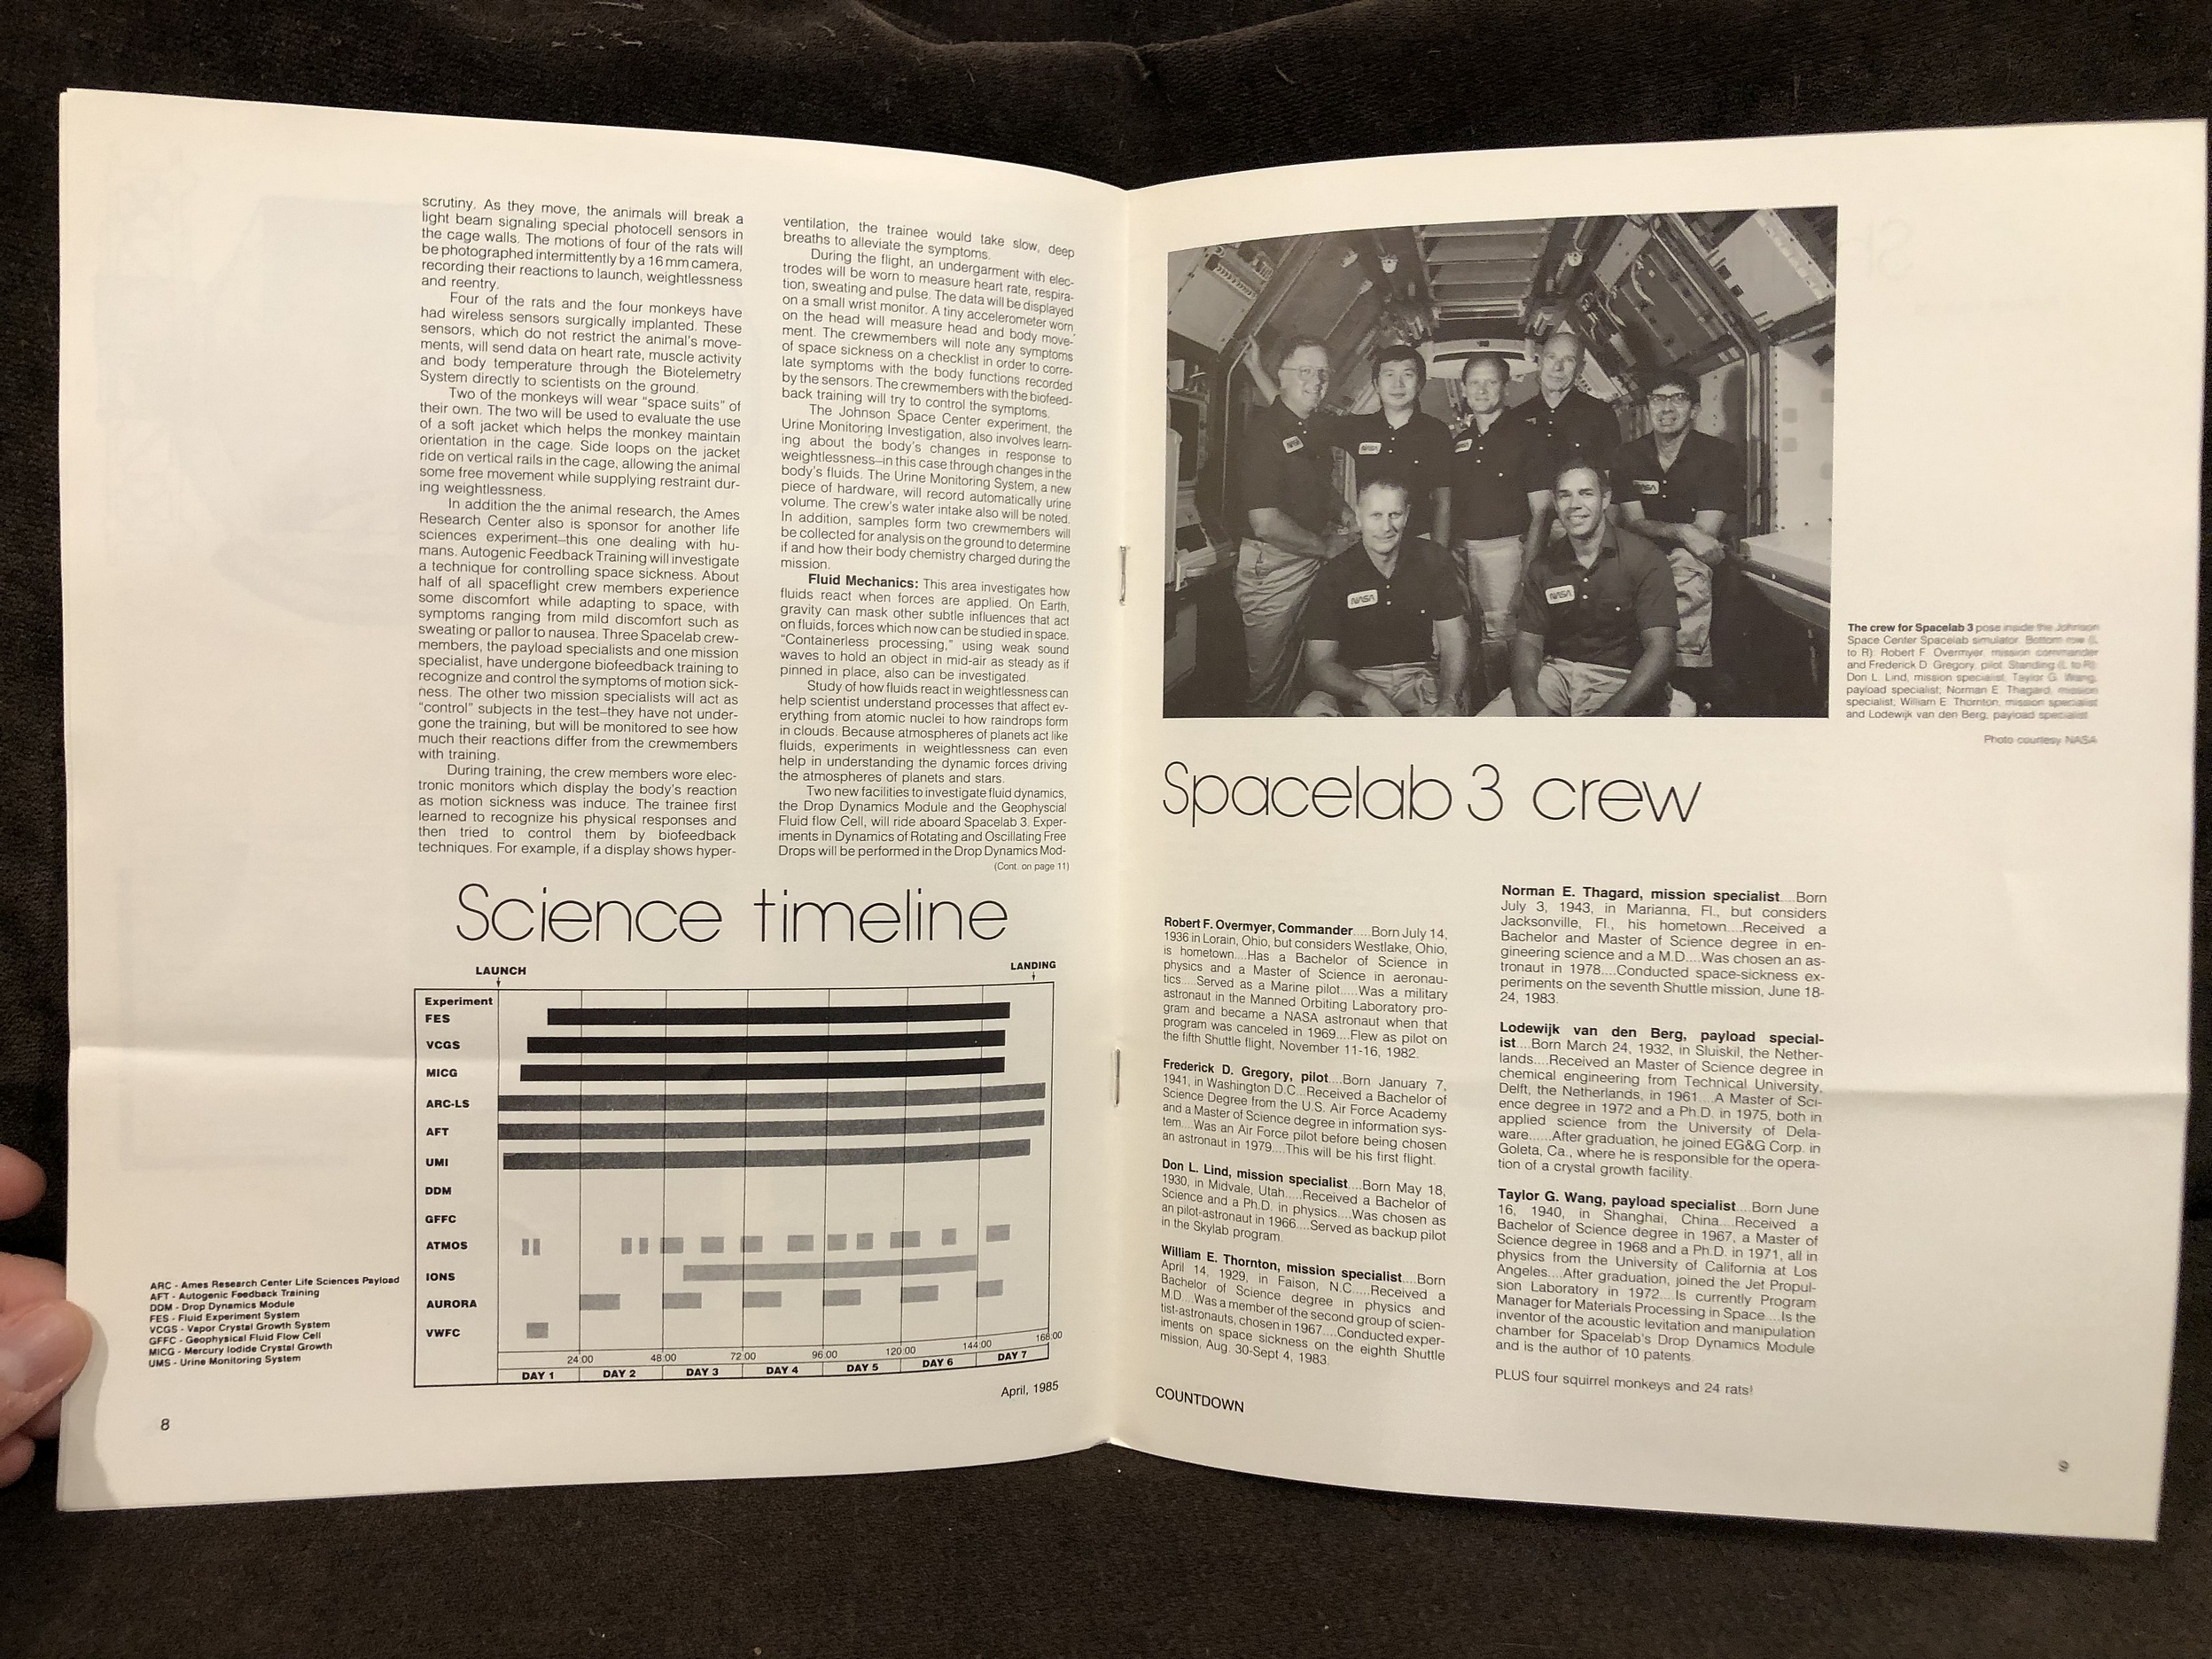 scrutiny. As they move, the animals will break a
light beam signaling special photocell sensors in
the cage walls. The motions of four of the rats will
be photographed intermittently by a 16 mm camera,
recording their reactions to launch, weightlessness
and reentry.
Four of the rats and the four monkeys have
had wireless sensors surgically implanted. These
sensors, which do not restrict the animal's move-
ments, will send data on heart rate, muscle activity
and body temperature through the Biotelemetry
System directly to scientists on the ground.
Two of the monkeys will wear "space suits" of
their own. The two will be used to evaluate the use
of a soft jacket which helps the monkey maintain
orientation in the cage. Side loops on the jacket
ride on vertical rails in the cage, allowing the animal
some free movement while supplying restraint dur-
ing weightlessness.
In addition the the animal research, the Ames
Research Center also is sponsor for another life
sciences experiment—this one dealing with hu-
mans. Autogenic Feedback Training will investigate
a technique for controlling space sickness. About
half of all spaceflight crew members experience
some discomfort while adapting to space, with
symptoms ranging from mild discomfort such as
sweating or pallor to nausea. Three Spacelab crew-
members, the payload specialists and one mission
specialist, have undergone biofeedback training to
recognize and control the symptoms of motion sick-
ness. The other two mission specialists will act as
"control" subjects in the test—they have not under-
gone the training, but will be monitored to see how
much their reactions differ from the crewmembers
with training.
During training, the crew members wore elec-
tronic monitors which display the body's reaction
as motion sickness was induce. The trainee first
learned to recognize his physical responses and
then tried to control them by biofeedback
techniques. For example, if a display shows hyper-
ventilation, the trainee would take slow, deep
breaths to alleviate the symptoms.
During the flight, an undergarment with elec-
trodes will be worn to measure heart rate, respira-
tion, sweating and pulse. The data will be displayed
on a small wrist monitor. A tiny accelerometer worn
on the head will measure head and body move-
ment. The crewmembers will note any symptoms
of space sickness on a checklist in order to corre-
late symptoms with the body functions recorded
by the sensors. The crewmembers with the biofeed-
back training will try to control the symptoms.
The Johnson Space Center experiment, the
Urine Monitoring Investigation, also involves learn-
ing about the body's changes in response to
weightlessness—in this case through changes in the
body's fluids. The Urine Monitoring System, a new
piece of hardware, will record automatically urine
volume. The crew's water intake also will be noted.
In addition, samples form two crewmembers will
be collected for analysis on the ground to determine
if and how their body chemistry charged during the
mission.
Fluid Mechanics: This area investigates how
fluids react when forces are applied. On Earth,
gravity can mask other subtle influences that act
on fluids, forces which now can be studied in space.
"Containerless processing," using weak sound
waves to hold an object in mid-air as steady as if
pinned in place, also can be investigated.
Study of how fluids react in weightlessness can
help scientist understand processes that affect ev-
erything from atomic nuclei to how raindrops form
in clouds. Because atmospheres of planets act like
fluids, experiments in weightlessness can even
help in understanding the dynamic forces driving
the atmospheres of planets and stars.
Two new facilities to investigate fluid dynamics,
the Drop Dynamics Module and the Geophyscial
Fluid flow Cell, will ride aboard Spacelab 3. Exper-
iments in Dynamics of Rotating and Oscillating Free
Drops will be performed in the Drop Dynamics Mod-
(Cont. on page 11)
Science timeline
LAUNCH LANDING
Experiment
FES
VCGS
MICG
ARC-LS
AFT
UMI
DDM
GFFC
ATMOS
IONS
AURORA
VWFC
24:00 48:00 72:00 96:00 120:00 144:00 168:00
DAY 1 DAY 2 DAY 3 DAY 4 DAY 5 DAY 6 DAY 7
ARC - Ames Research Center Life Sciences Payload
AFT - Autogenic Feedback Training
DDM - Drop Dynamics Module
FES - Fluid Experiment System
VCGS - Vapor Crystal Growth System
GFFC - Geophysical Fluid Flow Cell
MICG - Mercury Iodide Crystal Growth
UMS - Urine Monitoring System
April, 1985
8
NASA
NASA
NASA
NASA
NASA
NASA
The crew for Spacelab 3 pose inside the Johnson
Space Center Spacelab simulator. Bottom row (L
to R): Robert F. Overmyer, mission commander
and Frederick D. Gregory, pilot. Standing (L to R):
Don L. Lind, mission specialist, Taylor G. Wang,
payload specialist; Norman E. Thagard, mission
specialist; William E. Thornton, mission specialist
and Lodewijk van den Berg, payload specialist.
Photo courtesy NASA
Spacelab 3 crew
Robert F. Overmyer, Commander.....Born July 14,
1936 in Lorain, Ohio, but considers Westlake, Ohio,
is hometown....Has a Bachelor of Science in
physics and a Master of Science in aeronau-
tics....Served as a Marine pilot.....Was a military
astronaut in the Manned Orbiting Laboratory pro-
gram and became a NASA astronaut when that
program was canceled in 1969....Flew as pilot on
the fifth Shuttle flight, November 11-16, 1982.
Frederick D. Gregory, pilot....Born January 7,
1941, in Washington D.C...Received a Bachelor of
Science Degree from the U.S. Air Force Academy
and a Master of Science degree in information sys-
tem....Was an Air Force pilot before being chosen
an astronaut in 1979....This will be his first flight.
Don L. Lind, mission specialist....Born May 18,
1930, in Midvale, Utah.....Received a Bachelor of
Science and a Ph.D. in physics....Was chosen as
an pilot-astronaut in 1966....Served as backup pilot
in the Skylab program.
William E. Thornton, mission specialist....Born
April 14, 1929, in Faison, N.C.....Received a
Bachelor of Science degree in physics and
M.D....Was a member of the second group of scien-
tist-astronauts, chosen in 1967....Conducted exper-
iments on space sickness on the eighth Shuttle
mission, Aug. 30-Sept 4, 1983.
Norman E. Thagard, mission specialist....Born
July 3, 1943, in Marianna, Fl., but considers
Jacksonville, Fl., his hometown....Received a
Bachelor and Master of Science degree in en-
gineering science and a M.D....Was chosen an as-
tronaut in 1978....Conducted space-sickness ex-
periments on the seventh Shuttle mission, June 18-
24, 1983.
Lodewijk van den Berg, payload special-
ist....Born March 24, 1932, in Sluiskil, the Nether-
lands....Received an Master of Science degree in
chemical engineering from Technical University,
Delft, the Netherlands, in 1961....A Master of Sci-
ence degree in 1972 and a Ph.D. in 1975, both in
applied science from the University of Dela-
ware......After graduation, he joined EG&G Corp. in
Goleta, Ca., where he is responsible for the opera-
tion of a crystal growth facility.
Taylor G. Wang, payload specialist....Born June
16, 1940, in Shanghai, China....Received a
Bachelor of Science degree in 1967, a Master of
Science degree in 1968 and a Ph.D. in 1971, all in
physics from the University of California at Los
Angeles....After graduation, joined the Jet Propul-
sion Laboratory in 1972....Is currently Program
Manager for Materials Processing in Space....Is the
inventor of the acoustic levitation and manipulation
chamber for Spacelab's Drop Dynamics Module
and is the author of 10 patents.
PLUS four squirrel monkeys and 24 rats!
COUNTDOWN
9